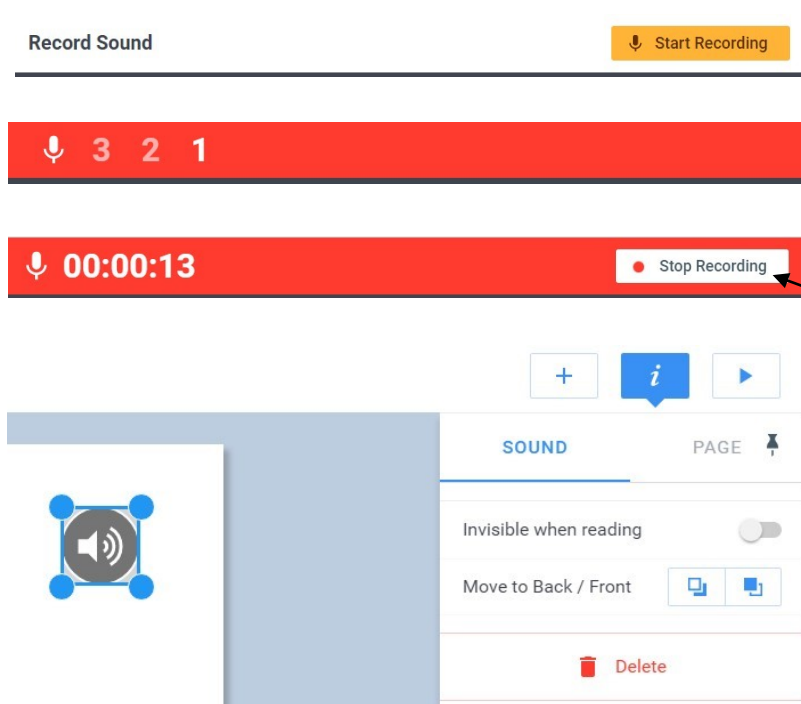 Record Sound Start Recording
3 2 1
00:00:13 Stop Recording
+ i
SOUND PAGE
Invisible when reading
Move to Back / Front
Delete